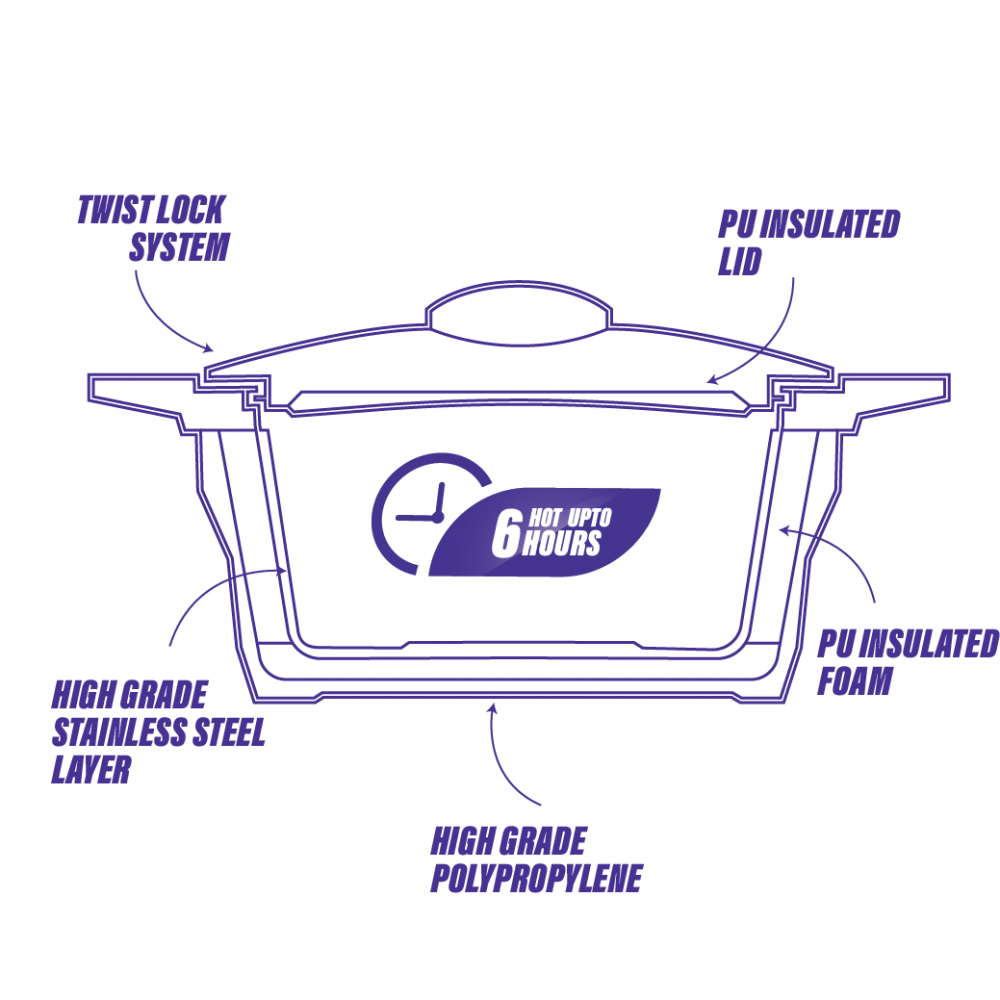 TWIST LOCK
SYSTEM
PU INSULATED
LID
6 HOT UPTO
HOURS
PU INSULATED
FOAM
HIGH GRADE
STAINLESS STEEL
LAYER
HIGH GRADE
POLYPROPYLENE